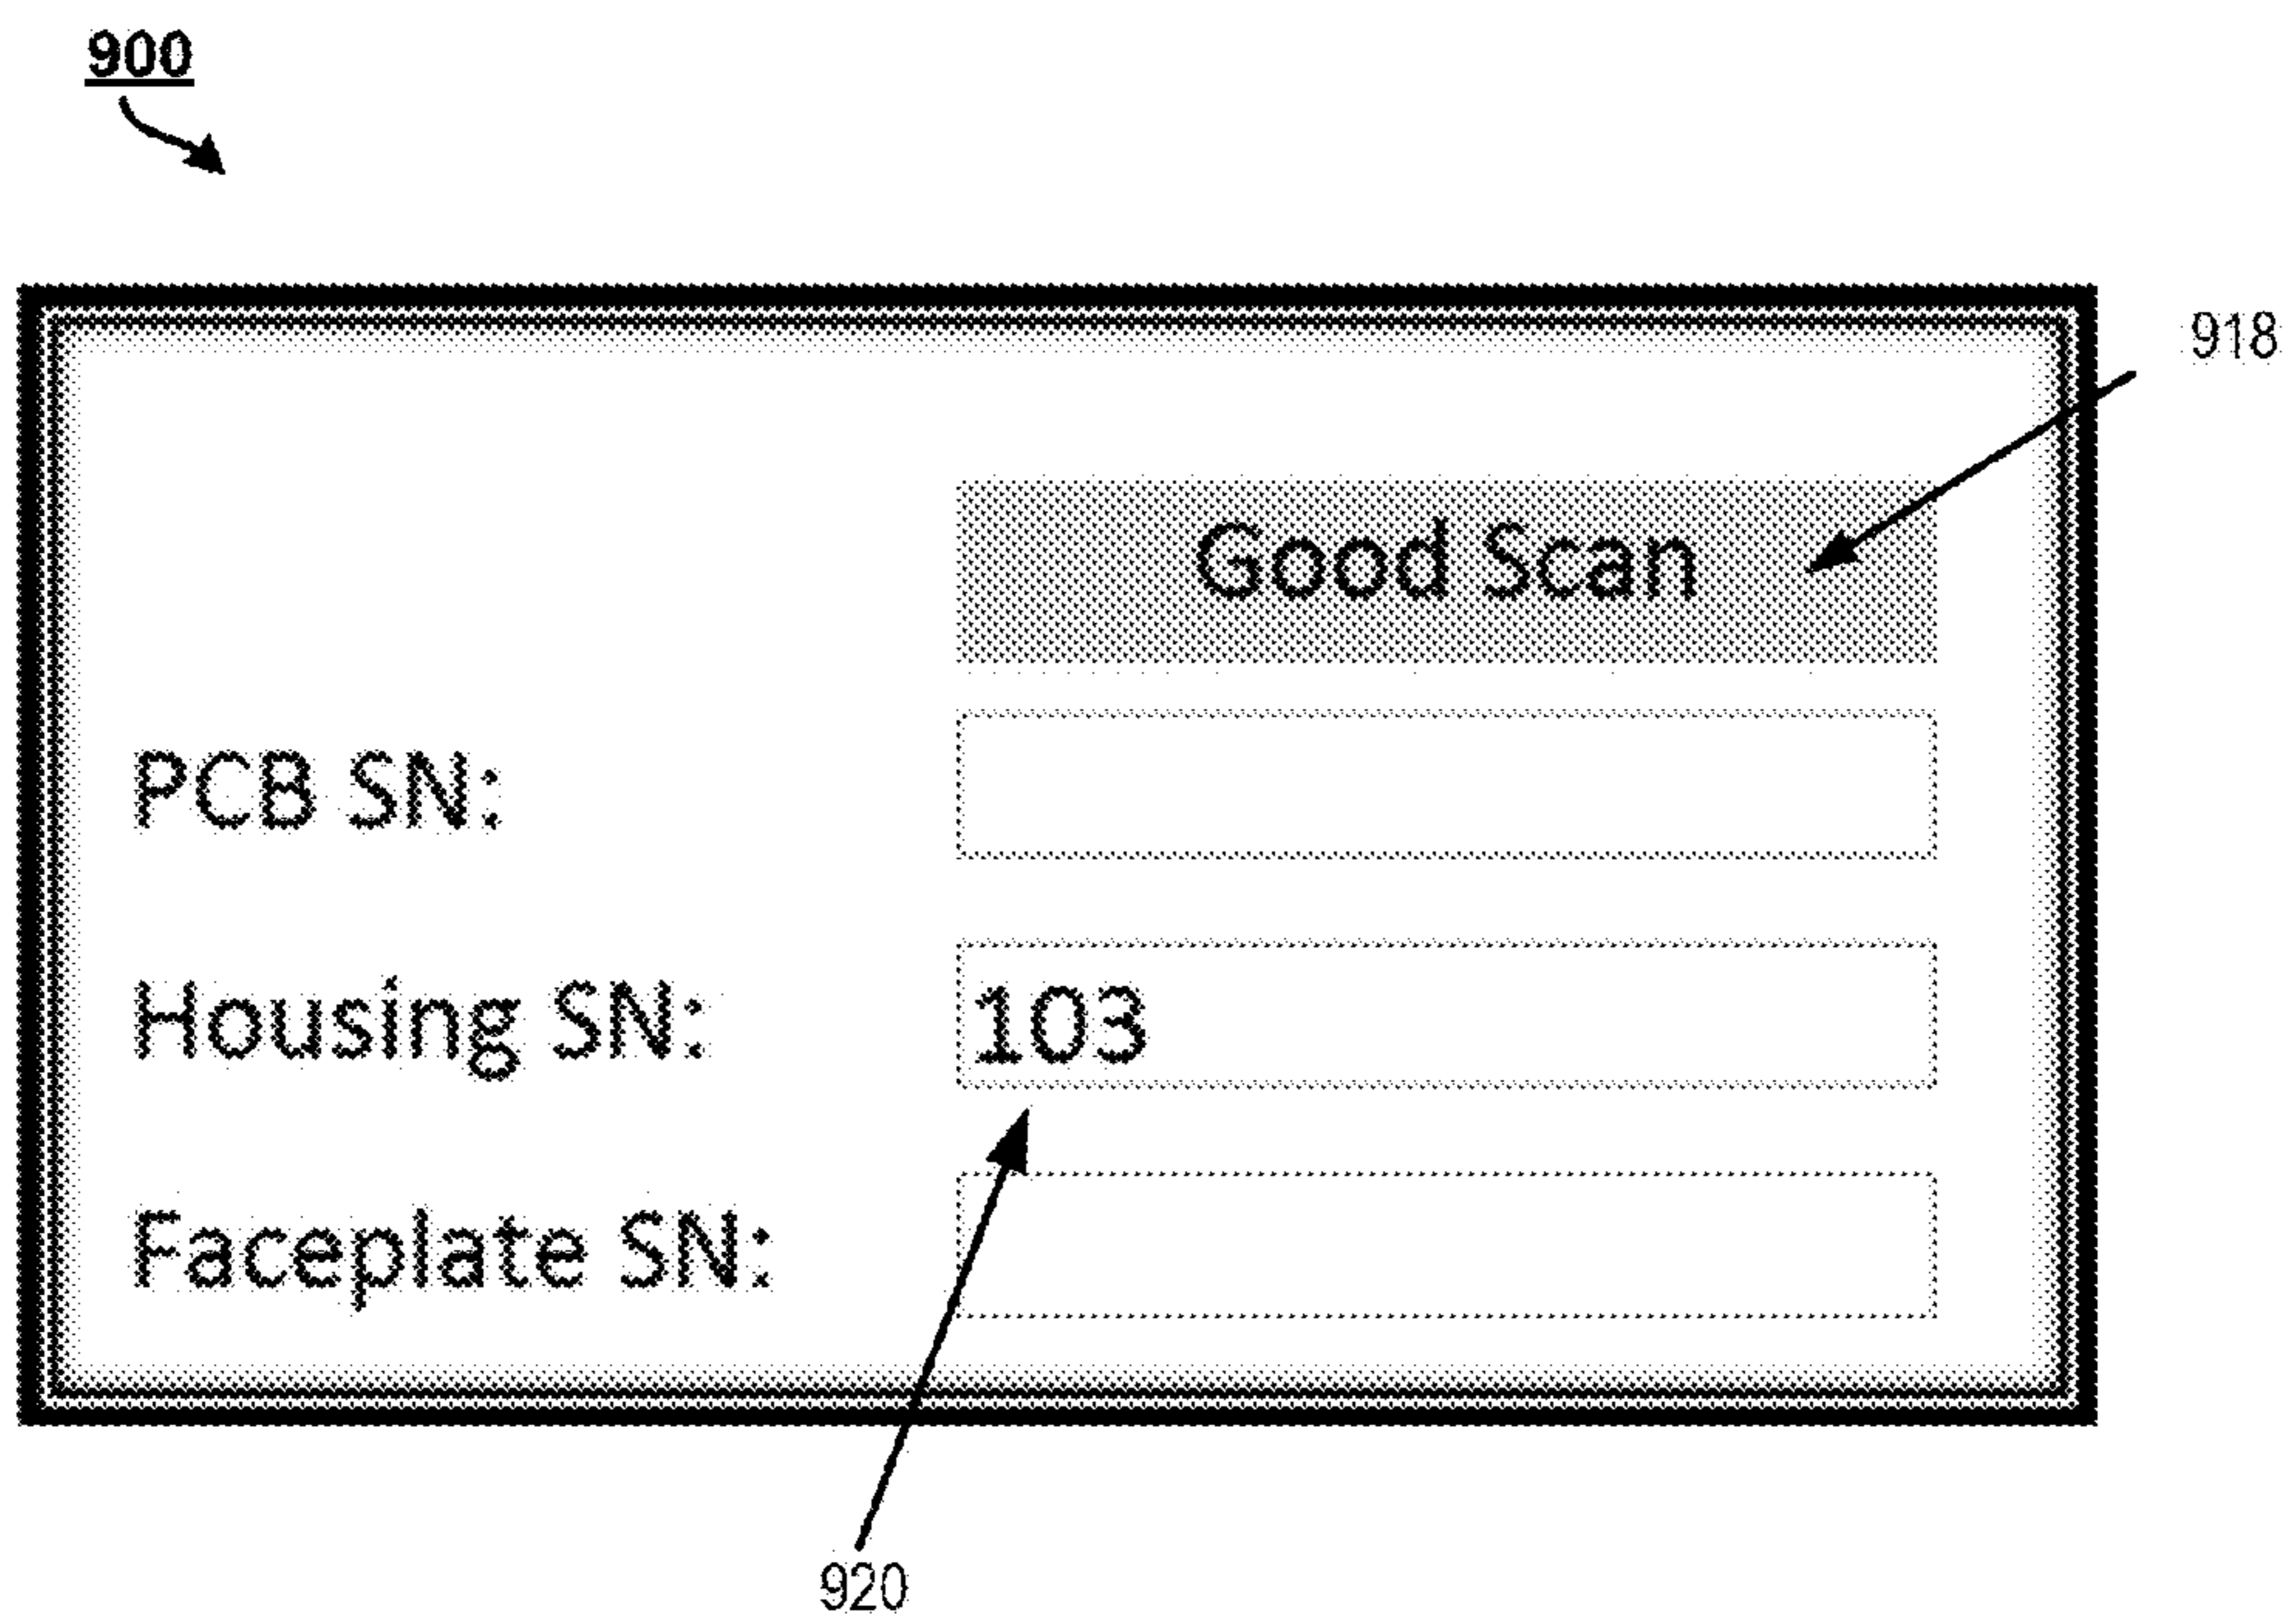 900
918
Good Scan
PCB SN:
Housing SN: 103
Faceplate SN:
920